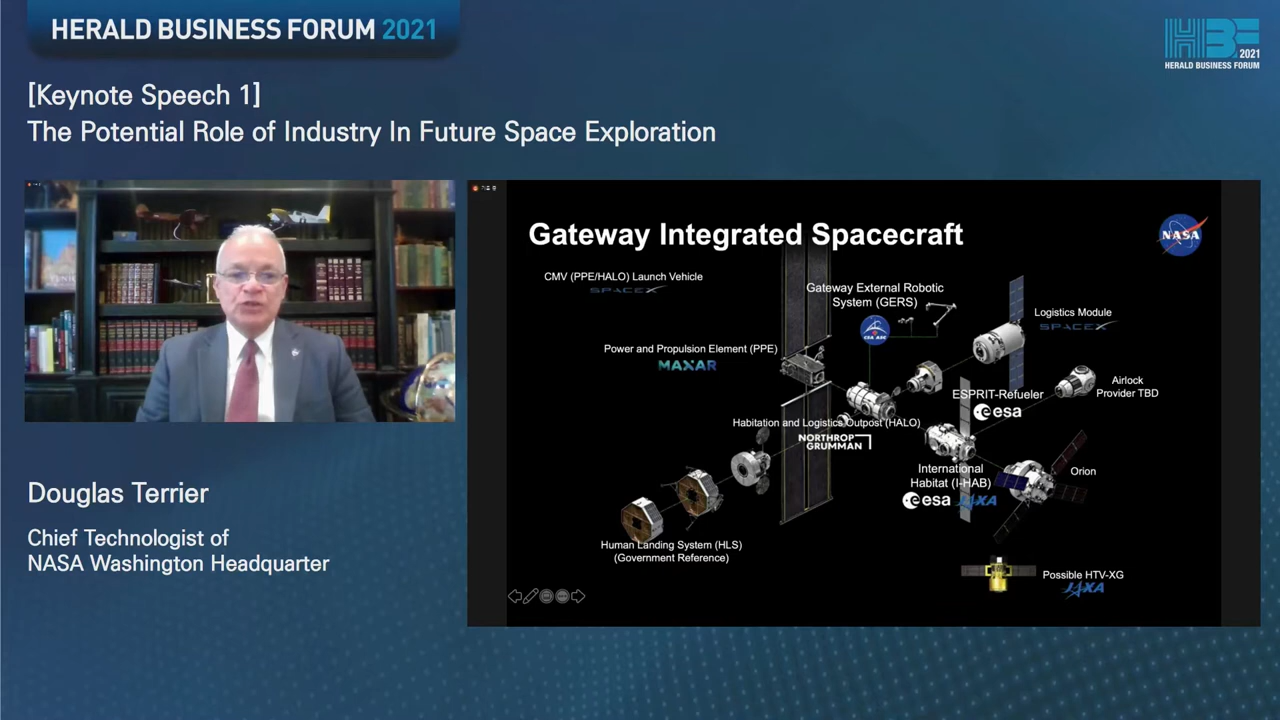 HERALD BUSINESS FORUM 2021
HBF
2021
HERALD BUSINESS FORUM
[Keynote Speech 1]
The Potential Role of Industry In Future Space Exploration
Gateway Integrated Spacecraft
NASA
CMV (PPE/HALO) Launch Vehicle
SPACEX
Gateway External Robotic
System (GERS)
CSA ASC
Logistics Module
SPACEX
Power and Propulsion Element (PPE)
MAXAR
ESPRIT-Refueler
esa
Airlock
Provider TBD
Habitation and Logistics Outpost (HALO)
NORTHROP
GRUMMAN
International
Habitat (I-HAB)
esa JAXA
Orion
Human Landing System (HLS)
(Government Reference)
Possible HTV-XG
JAXA
Douglas Terrier
Chief Technologist of
NASA Washington Headquarter